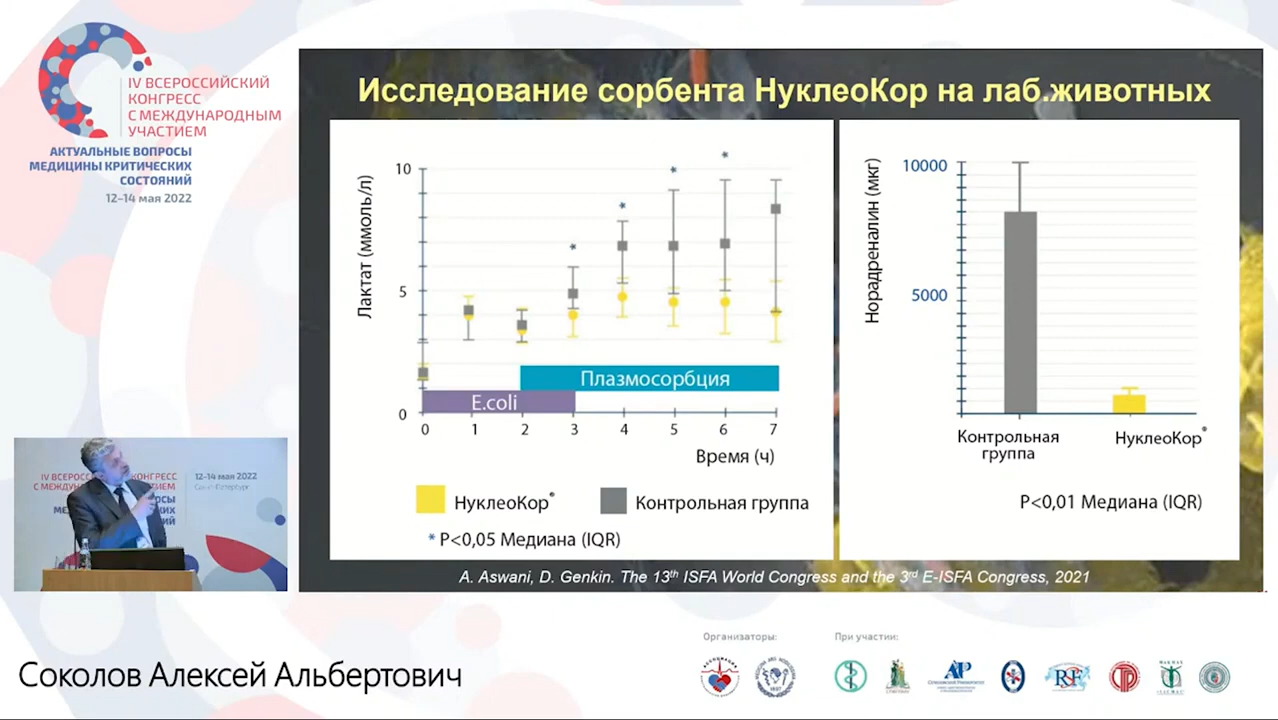 IV ВСЕРОССИЙСКИЙ
КОНГРЕСС
С МЕЖДУНАРОДНЫМ
УЧАСТИЕМ
АКТУАЛЬНЫЕ ВОПРОСЫ
МЕДИЦИНЫ КРИТИЧЕСКИХ
СОСТОЯНИЙ
12–14 мая 2022
Исследование сорбента НуклеоКор на лаб.животных
Лактат (ммоль/л)
10
5
0
* * * * *
Плазмосорбция
E.coli
0 1 2 3 4 5 6 7
Время (ч)
НуклеоКор® Контрольная группа
* P<0,05 Медиана (IQR)
Норадреналин (мкг)
10000
5000
Контрольная
группа
НуклеоКор®
P<0,01 Медиана (IQR)
A. Aswani, D. Genkin. The 13th ISFA World Congress and the 3rd E-ISFA Congress, 2021
12–14 мая 2022
Санкт-Петербург
Соколов Алексей Альбертович
Организаторы:
При участии: